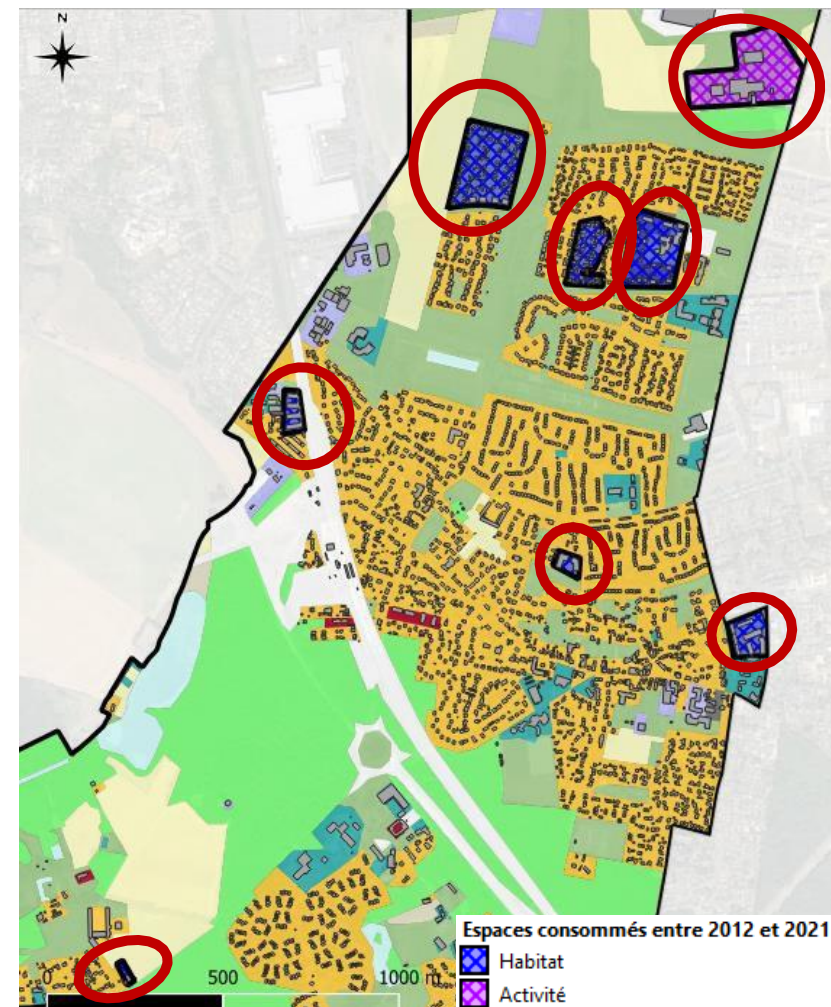 N
0 500 1000 m
Espaces consommés entre 2012 et 2021
Habitat
Activité